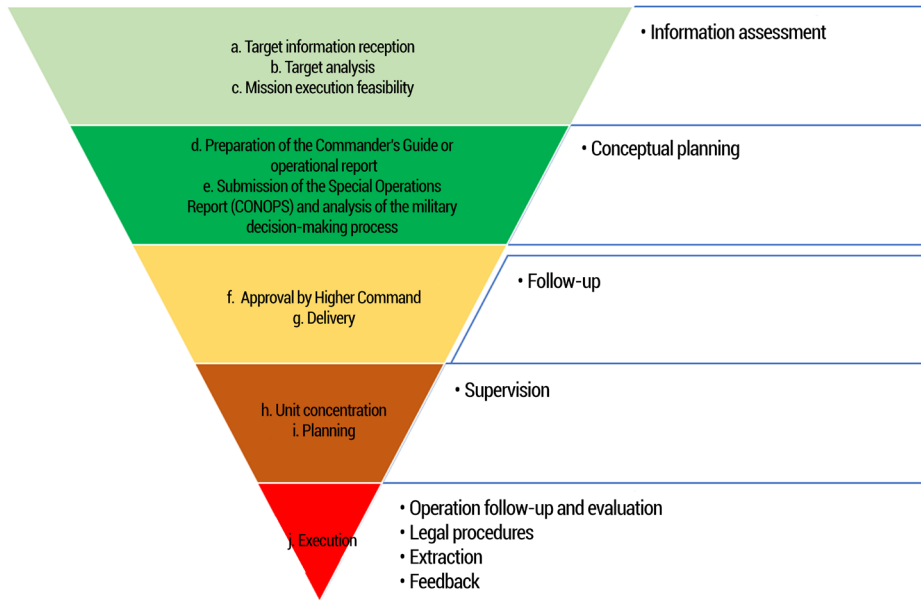 a. Target information reception
b. Target analysis
c. Mission execution feasibility
• Information assessment
d. Preparation of the Commander's Guide or
operational report
e. Submission of the Special Operations
Report (CONOPS) and analysis of the military
decision-making process
• Conceptual planning
f. Approval by Higher Command
g. Delivery
• Follow-up
h. Unit concentration
i. Planning
• Supervision
j. Execution
• Operation follow-up and evaluation
• Legal procedures
• Extraction
• Feedback